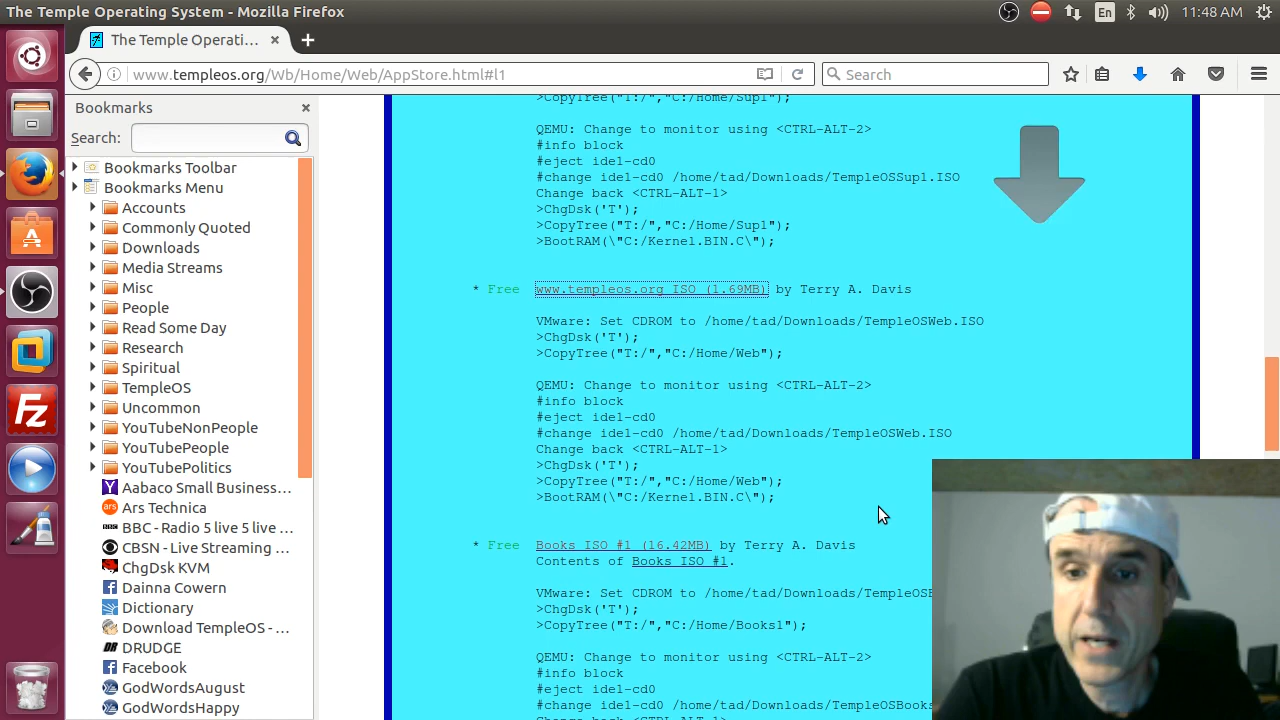 The Temple Operating System - Mozilla Firefox
En
11:48 AM
The Temple Operati...
www.templeos.org/Wb/Home/Web/AppStore.html#l1
Search
Bookmarks
Search:
Bookmarks Toolbar
Bookmarks Menu
Accounts
Commonly Quoted
Downloads
Media Streams
Misc
People
Read Some Day
Research
Spiritual
TempleOS
Uncommon
YouTubeNonPeople
YouTubePeople
YouTubePolitics
Aabaco Small Business...
Ars Technica
BBC - Radio 5 live 5 live ...
CBSN - Live Streaming ...
ChgDsk KVM
Dainna Cowern
Dictionary
Download TempleOS - ...
DRUDGE
Facebook
GodWordsAugust
GodWordsHappy
>CopyTree("T:/","C:/Home/Sup1");
QEMU: Change to monitor using <CTRL-ALT-2>
#info block
#eject ide1-cd0
#change ide1-cd0 /home/tad/Downloads/TempleOSSup1.ISO
Change back <CTRL-ALT-1>
>ChgDsk('T');
>CopyTree("T:/","C:/Home/Sup1");
>BootRAM(\"C:/Kernel.BIN.C\");
* Free www.templeos.org ISO (1.69MB) by Terry A. Davis
VMware: Set CDROM to /home/tad/Downloads/TempleOSWeb.ISO
>ChgDsk('T');
>CopyTree("T:/","C:/Home/Web");
QEMU: Change to monitor using <CTRL-ALT-2>
#info block
#eject ide1-cd0
#change ide1-cd0 /home/tad/Downloads/TempleOSWeb.ISO
Change back <CTRL-ALT-1>
>ChgDsk('T');
>CopyTree("T:/","C:/Home/Web");
>BootRAM(\"C:/Kernel.BIN.C\");
* Free Books ISO #1 (16.42MB) by Terry A. Davis
Contents of Books ISO #1.
VMware: Set CDROM to /home/tad/Downloads/TempleOSB
>ChgDsk('T');
>CopyTree("T:/","C:/Home/Books1");
QEMU: Change to monitor using <CTRL-ALT-2>
#info block
#eject ide1-cd0
#change ide1-cd0 /home/tad/Downloads/TempleOSBooks
Change back <CTRL-ALT-1>